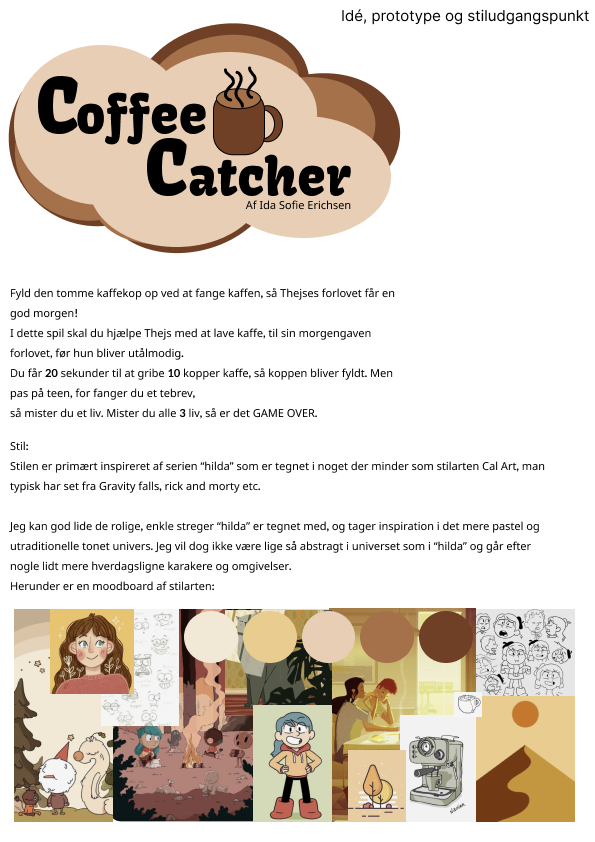 Idé, prototype og stiludgangspunkt
Coffee
Catcher
Af Ida Sofie Erichsen
Fyld den tomme kaffekop op ved at fange kaffen, så Thejses forlovet får en
god morgen!
I dette spil skal du hjælpe Thejs med at lave kaffe, til sin morgengaven
forlovet, før hun bliver utålmodig.
Du får 20 sekunder til at gribe 10 kopper kaffe, så koppen bliver fyldt. Men
pas på teen, for fanger du et tebrev,
så mister du et liv. Mister du alle 3 liv, så er det GAME OVER.
Stil:
Stilen er primært inspireret af serien “hilda” som er tegnet i noget der minder som stilarten Cal Art, man
typisk har set fra Gravity falls, rick and morty etc.
Jeg kan god lide de rolige, enkle streger “hilda” er tegnet med, og tager inspiration i det mere pastel og
utraditionelle tonet univers. Jeg vil dog ikke være lige så abstragt i universet som i “hilda” og går efter
nogle lidt mere hverdagsligne karakere og omgivelser.
Herunder er en moodboard af stilarten: